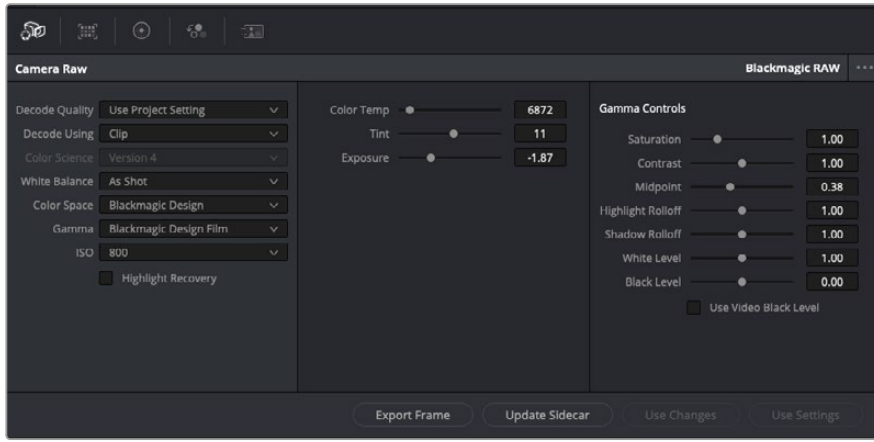 Camera Raw
Blackmagic RAW
Decode Quality Use Project Setting
Decode Using Clip
Color Science Version 4
White Balance As Shot
Color Space Blackmagic Design
Gamma Blackmagic Design Film
ISO 800
Highlight Recovery
Color Temp 6872
Tint 11
Exposure -1.87
Gamma Controls
Saturation 1.00
Contrast 1.00
Midpoint 0.38
Highlight Rolloff 1.00
Shadow Rolloff 1.00
White Level 1.00
Black Level 0.00
Use Video Black Level
Export Frame
Update Sidecar
Use Changes
Use Settings